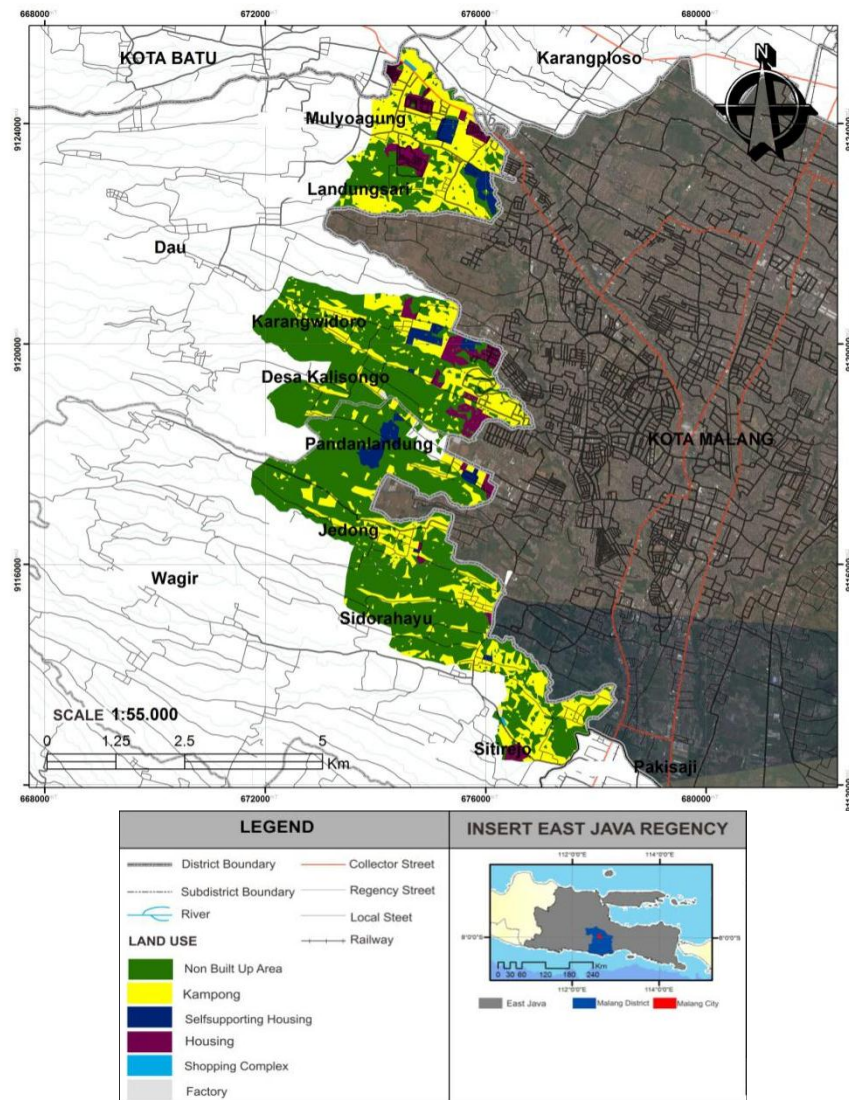 668000 672000 676000 680000
KOTA BATU
Karangploso
N
9124000
9124000
Mulyoagung
Landungsari
Dau
Karangwidoro
9120000
9120000
Desa Kalisongo
Pandanlandung
KOTA MALANG
Jedong
9116000
9116000
Wagir
Sidorahayu
SCALE 1:55.000
0 1.25 2.5 5
Km
Sitirejo
Pakisaji
9112000
668000 672000 676000 680000
LEGEND
District Boundary
Collector Street
Subdistrict Boundary
Regency Street
River
Local Steet
Railway
LAND USE
Non Built Up Area
Kampong
Selfsupporting Housing
Housing
Shopping Complex
Factory
INSERT EAST JAVA REGENCY
112°0'0"E 114°0'0"E
8°0'0"S 8°0'0"S
Km
0 30 60 120 180 240
112°0'0"E 114°0'0"E
East Java
Malang District
Malang City